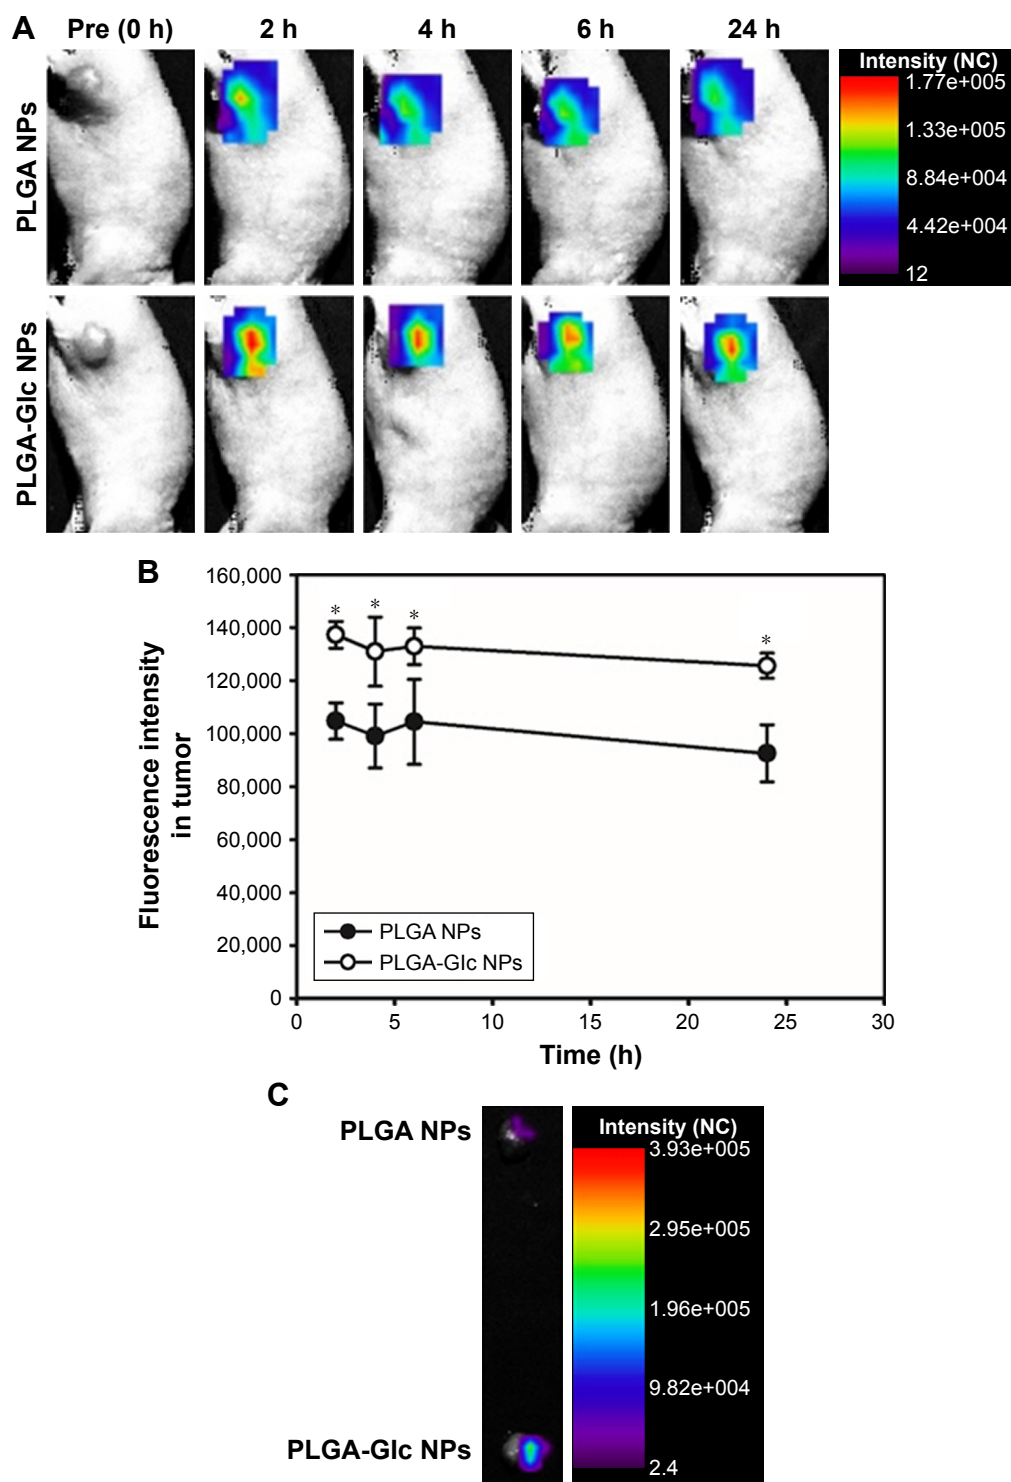 A
Pre (0 h) 2 h 4 h 6 h 24 h
PLGA NPs
Intensity (NC)
1.77e+005
1.33e+005
8.84e+004
4.42e+004
12
PLGA-Glc NPs
B
Fluorescence intensity
in tumor
160,000
140,000
120,000
100,000
80,000
60,000
40,000
20,000
0
* * * *
PLGA NPs
PLGA-Glc NPs
0 5 10 15 20 25 30
Time (h)
C
PLGA NPs
Intensity (NC)
3.93e+005
2.95e+005
1.96e+005
9.82e+004
2.4
PLGA-Glc NPs